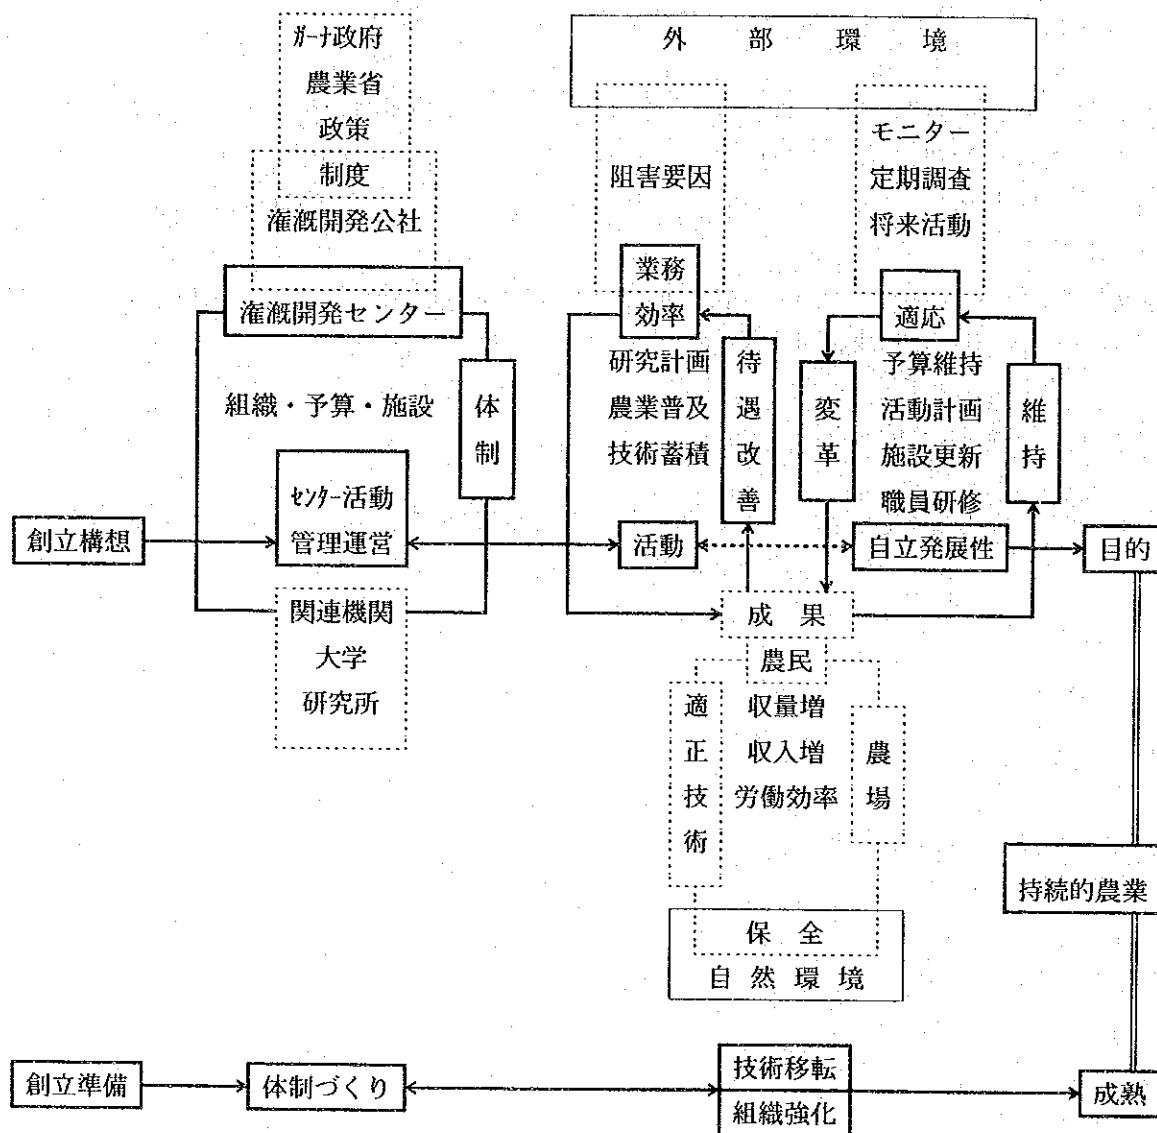 ガーナ政府
農業省
政策
制度
灌漑開発公社
灌漑開発センター
組織・予算・施設
体制
センター活動
管理運営
創立構想
関連機関
大学
研究所
外部環境
阻害要因
業務
効率
研究計画
農業普及
技術蓄積
待遇改善
活動
モニター
定期調査
将来活動
適応
変革
予算維持
活動計画
施設更新
職員研修
維持
自立発展性
目的
成果
農民
適正技術
収量増
収入増
労働効率
農場
保全
自然環境
持続的農業
創立準備
体制づくり
技術移転
組織強化
成熟